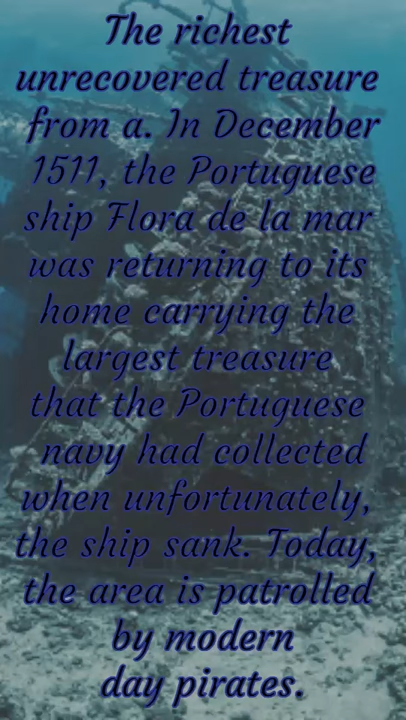 The richest
unrecovered treasure
from a. In December
1511, the Portuguese
ship Flora de la mar
was returning to its
home carrying the
largest treasure
that the Portuguese
navy had collected
when unfortunately,
the ship sank. Today,
the area is patrolled
by modern
day pirates.